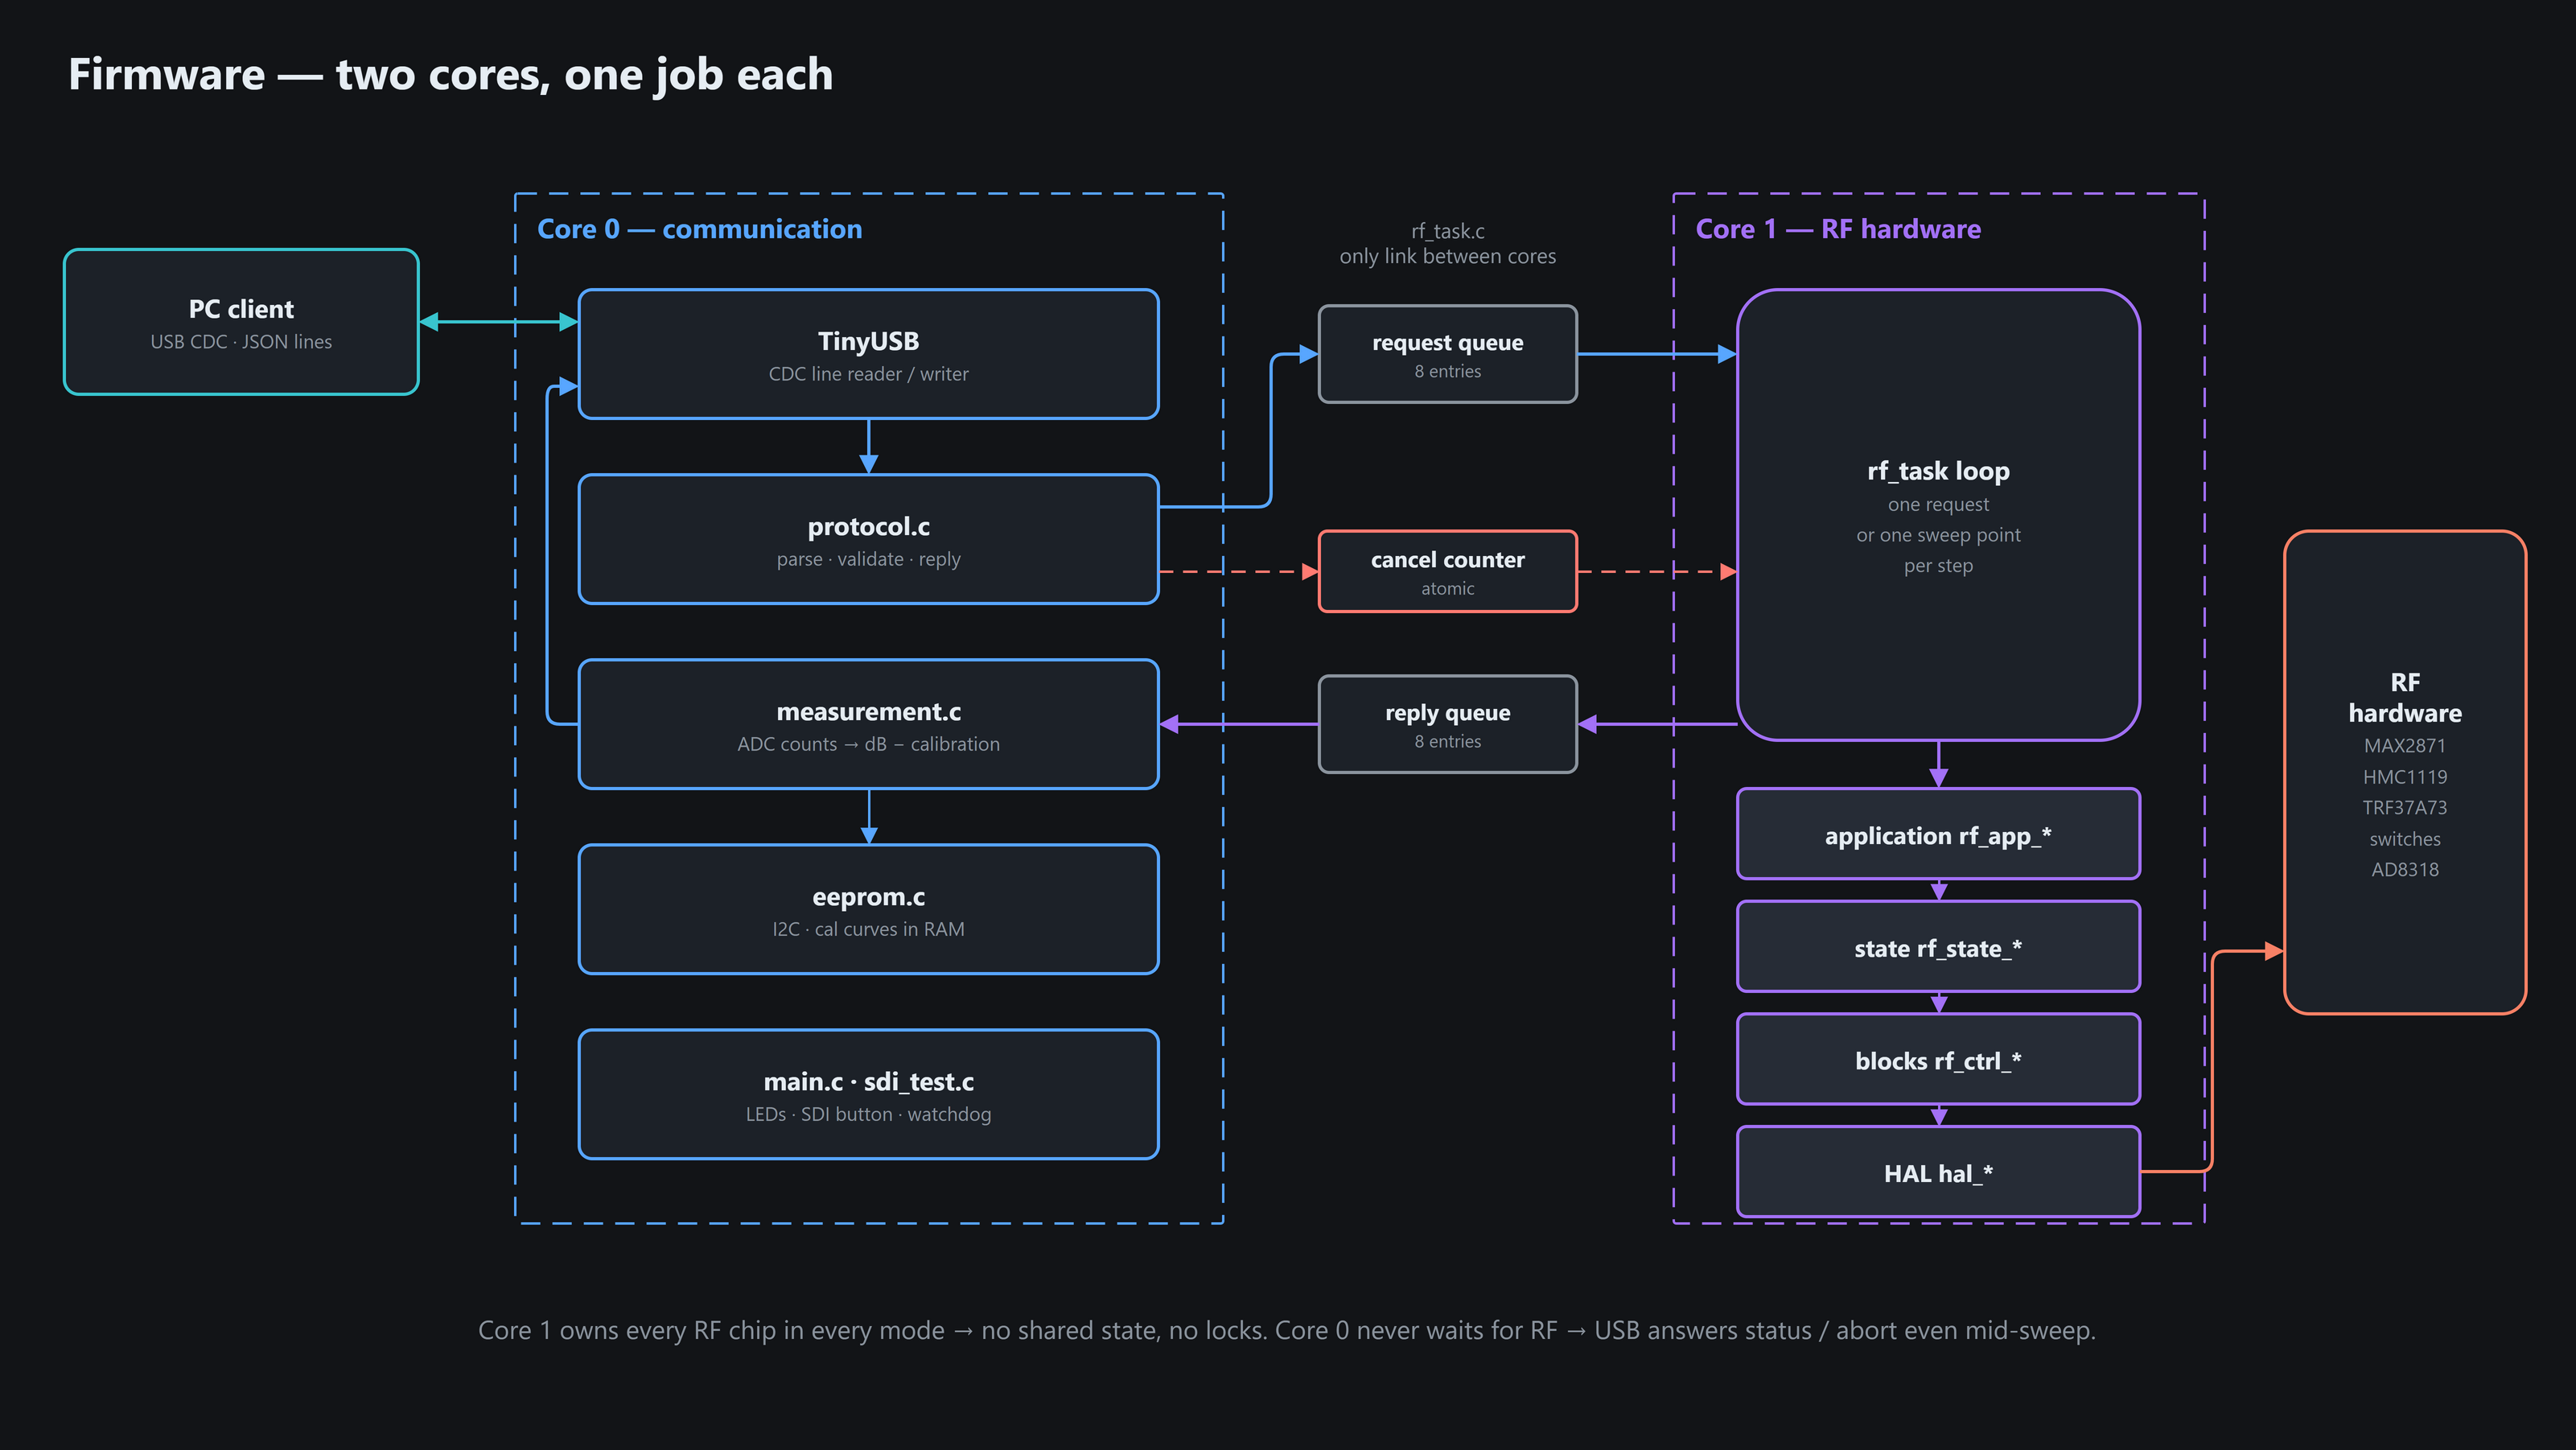 Firmware — two cores, one job each
PC client
USB CDC · JSON lines
Core 0 — communication
TinyUSB
CDC line reader / writer
protocol.c
parse · validate · reply
measurement.c
ADC counts → dB − calibration
eeprom.c
I2C · cal curves in RAM
main.c · sdi_test.c
LEDs · SDI button · watchdog
rf_task.c
only link between cores
request queue
8 entries
cancel counter
atomic
reply queue
8 entries
Core 1 — RF hardware
rf_task loop
one request
or one sweep point
per step
application rf_app_*
state rf_state_*
blocks rf_ctrl_*
HAL hal_*
RF
hardware
MAX2871
HMC1119
TRF37A73
switches
AD8318
Core 1 owns every RF chip in every mode → no shared state, no locks. Core 0 never waits for RF → USB answers status / abort even mid-sweep.